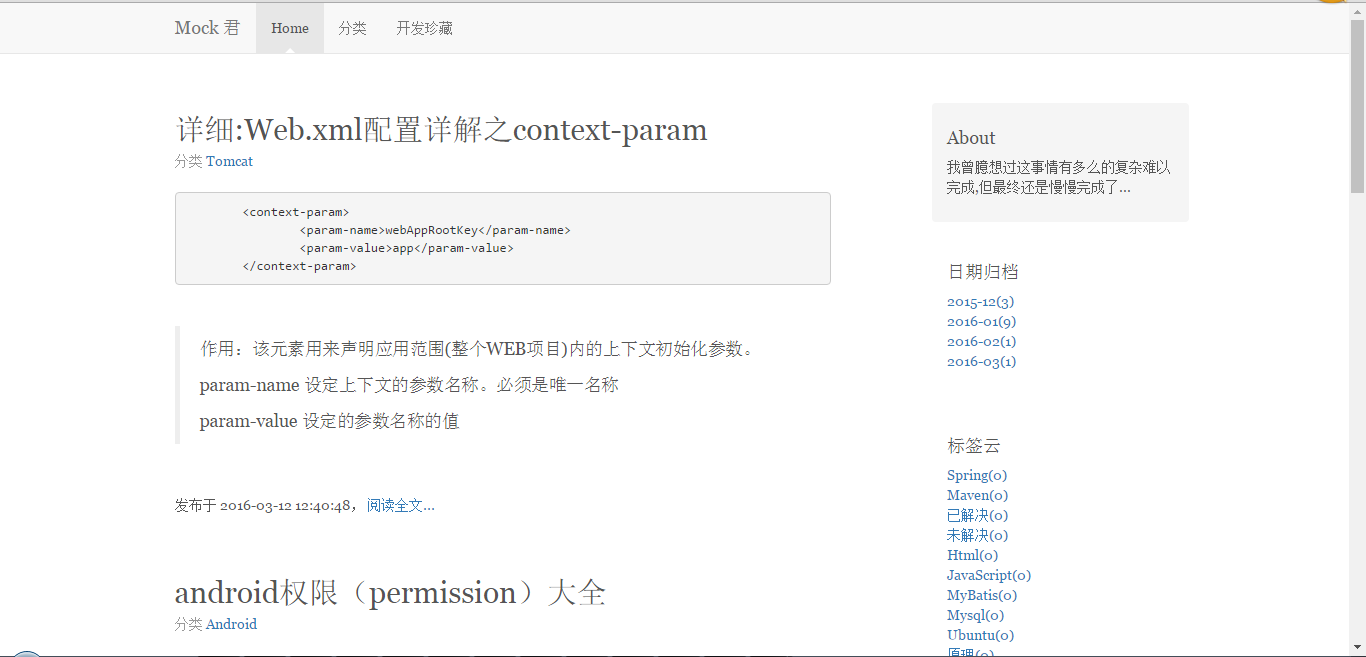 Mock 君 Home 分类 开发珍藏
详细:Web.xml配置详解之context-param
分类 Tomcat
<context-param>
<param-name>webAppRootKey</param-name>
<param-value>app</param-value>
</context-param>
作用：该元素用来声明应用范围(整个WEB项目)内的上下文初始化参数。
param-name 设定上下文的参数名称。必须是唯一名称
param-value 设定的参数名称的值
发布于 2016-03-12 12:40:48，阅读全文...
android权限（permission）大全
分类 Android
About
我曾臆想过这事情有多么的复杂难以
完成,但最终还是慢慢完成了...
日期归档
2015-12(3)
2016-01(9)
2016-02(1)
2016-03(1)
标签云
Spring(0)
Maven(0)
已解决(0)
未解决(0)
Html(0)
JavaScript(0)
MyBatis(0)
Mysql(0)
Ubuntu(0)
原理(0)